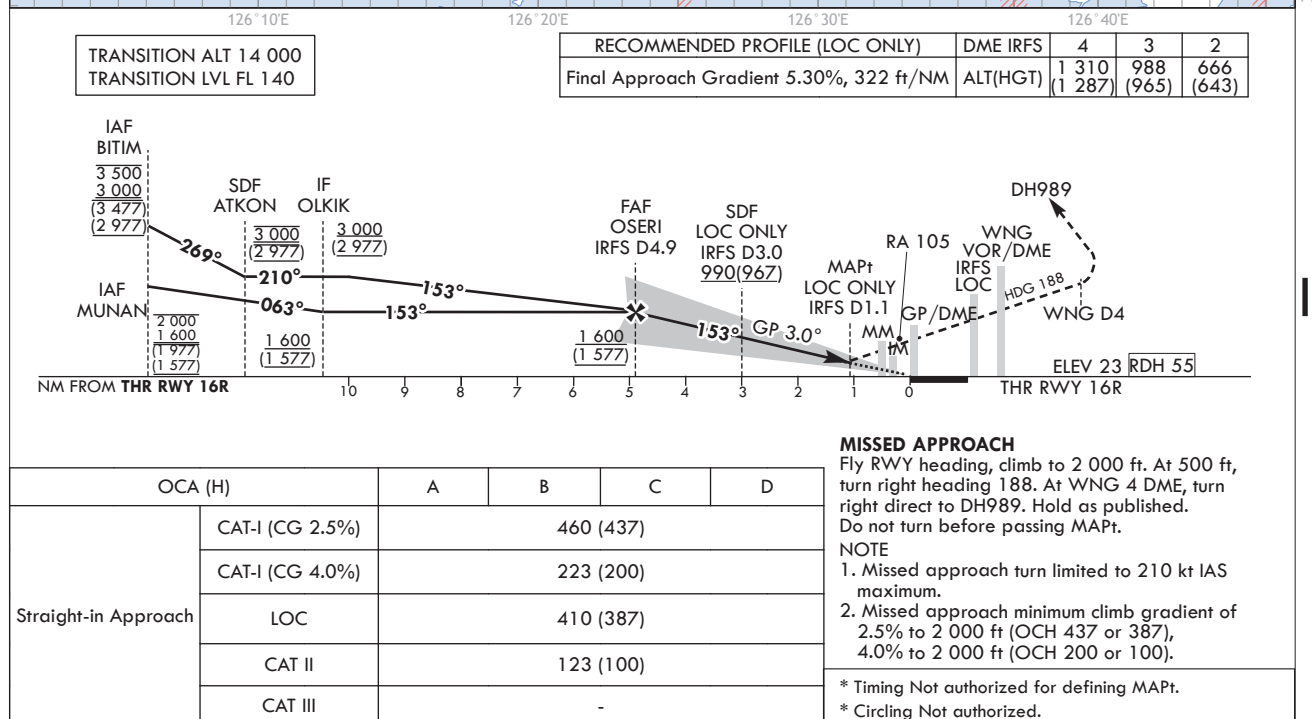 126°10'E 126°20'E 126°30'E 126°40'E
TRANSITION ALT 14 000
TRANSITION LVL FL 140
RECOMMENDED PROFILE (LOC ONLY) DME IRFS 4 3 2
Final Approach Gradient 5.30%, 322 ft/NM ALT(HGT) 1 310 988 666
(1 287) (965) (643)
IAF
BITIM
3 500
3 000
(3 477)
(2 977)
SDF
ATKON
3 000
(2 977)
IF
OLKIK
3 000
(2 977)
FAF
OSERI
IRFS D4.9
SDF
LOC ONLY
IRFS D3.0
990(967)
MAPt
LOC ONLY
IRFS D1.1
RA 105
WNG
VOR/DME
IRFS
LOC
DH989
269°
210°
153°
IAF
MUNAN
063°
153°
153°
GP 3.0°
MM
IM
GP/DME
HDG 188
WNG D4
2 000
1 600
(1 977)
(1 577)
1 600
(1 577)
1 600
(1 577)
ELEV 23 RDH 55
NM FROM THR RWY 16R
10 9 8 7 6 5 4 3 2 1 0
THR RWY 16R
OCA (H) A B C D
Straight-in Approach
CAT-I (CG 2.5%) 460 (437)
CAT-I (CG 4.0%) 223 (200)
LOC 410 (387)
CAT II 123 (100)
CAT III -
MISSED APPROACH
Fly RWY heading, climb to 2 000 ft. At 500 ft,
turn right heading 188. At WNG 4 DME, turn
right direct to DH989. Hold as published.
Do not turn before passing MAPt.
NOTE
1. Missed approach turn limited to 210 kt IAS
maximum.
2. Missed approach minimum climb gradient of
2.5% to 2 000 ft (OCH 437 or 387),
4.0% to 2 000 ft (OCH 200 or 100).
* Timing Not authorized for defining MAPt.
* Circling Not authorized.